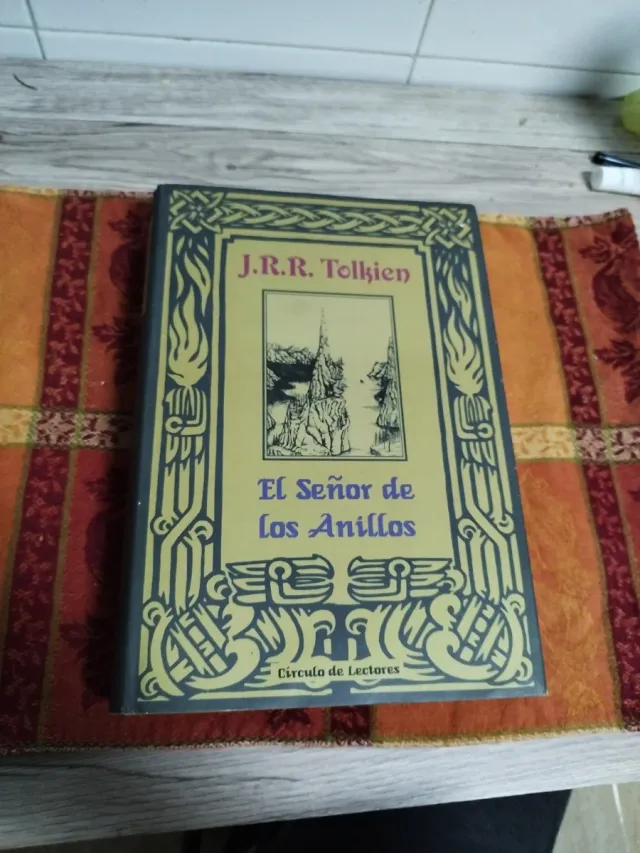 J.R.R. Tolkien
El Señor de
los Anillos
Círculo de Lectores